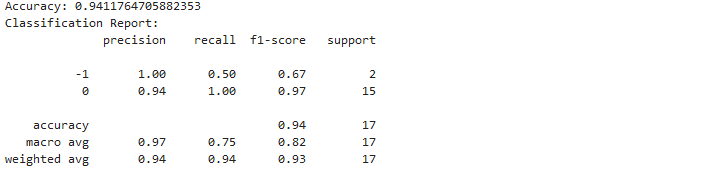 Accuracy: 0.9411764705882353
Classification Report:
precision recall f1-score support
-1 1.00 0.50 0.67 2
0 0.94 1.00 0.97 15
accuracy 0.94 17
macro avg 0.97 0.75 0.82 17
weighted avg 0.94 0.94 0.93 17